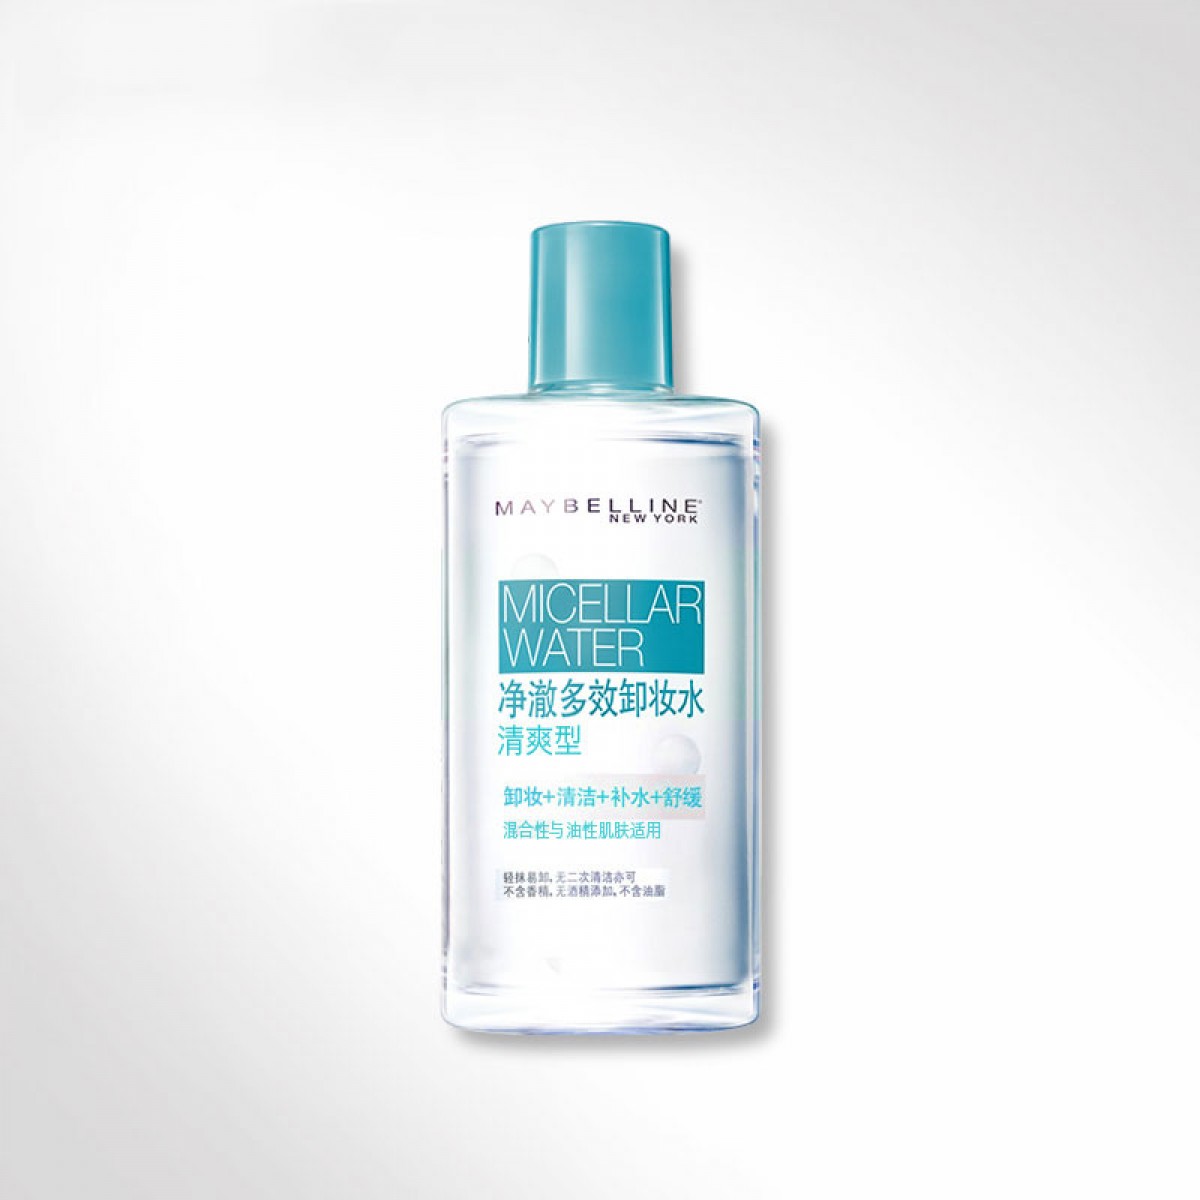 MAYBELLINE®
NEW YORK
MICELLAR
WATER
净澈多效卸妆水
清爽型
卸妆+清洁+补水+舒缓
混合性与油性肌肤适用
轻抹易卸，无二次清洁亦可
不含香精，无酒精添加，不含油脂